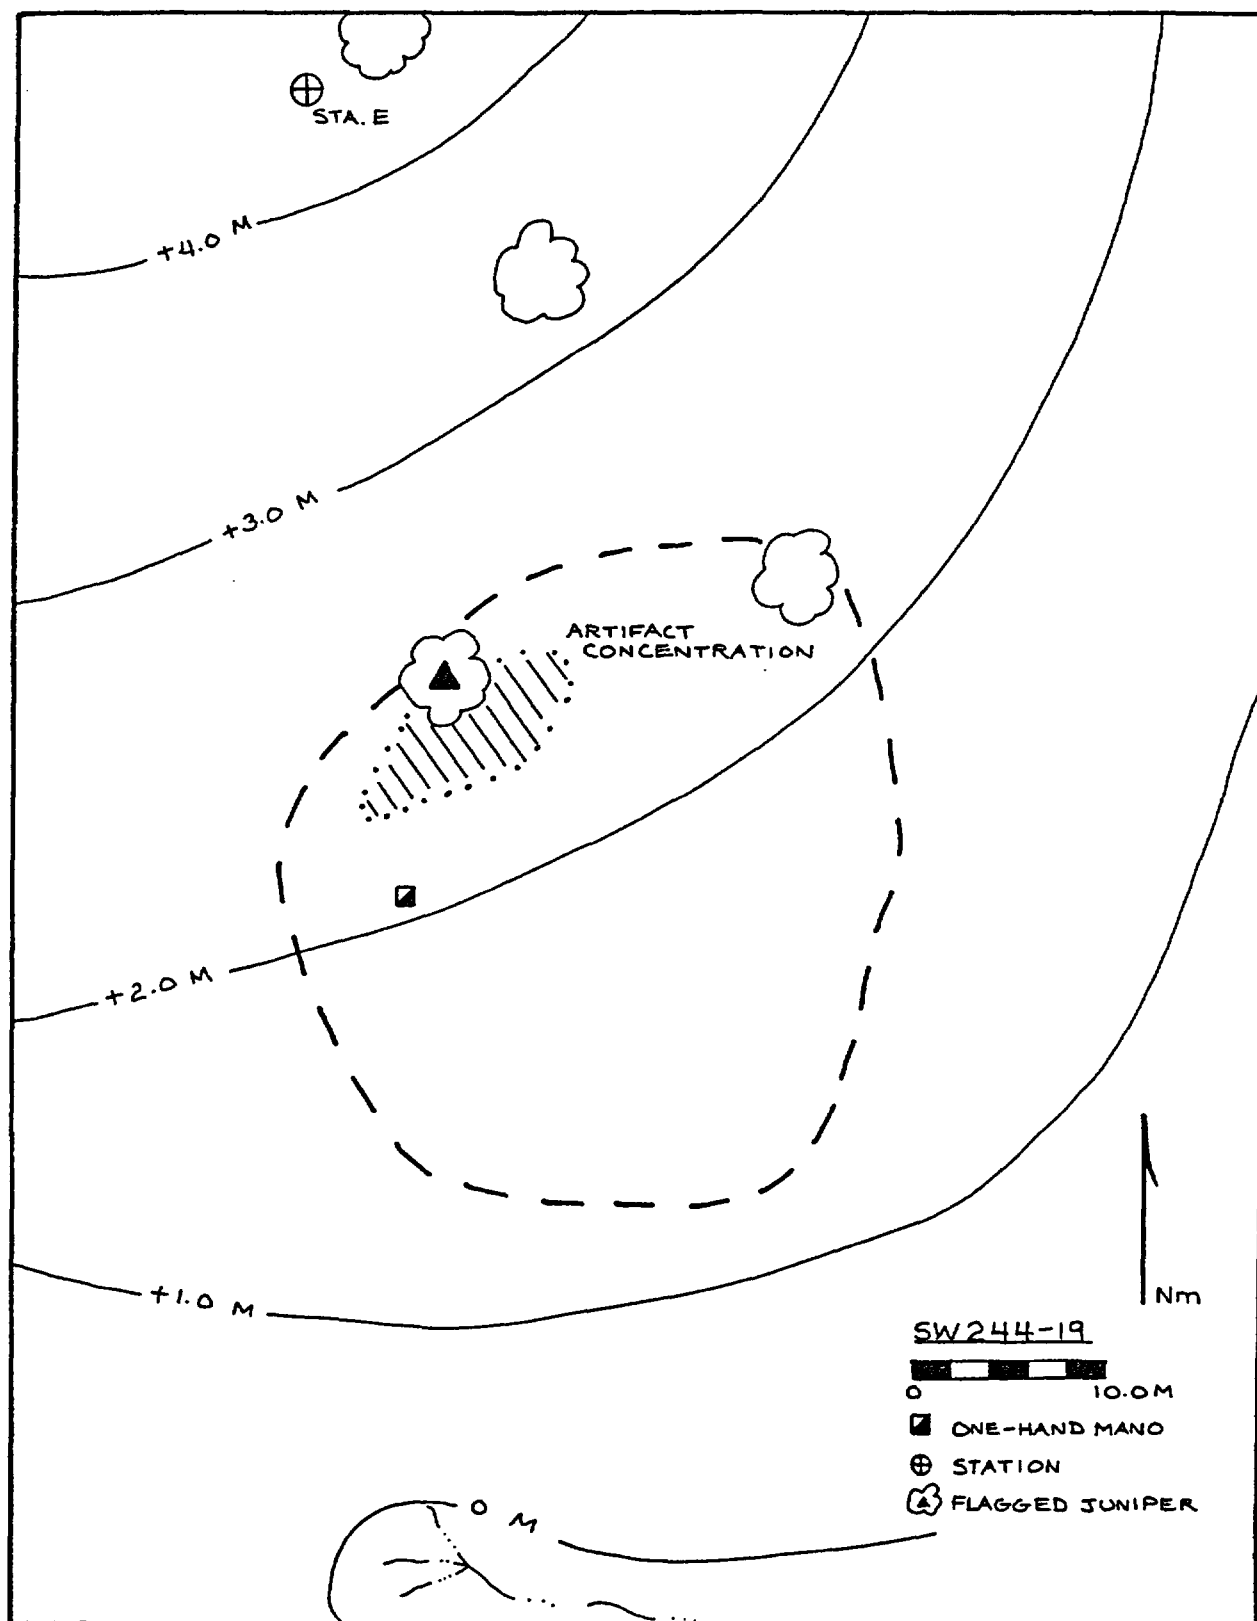 STA. E
+4.0 M
+3.0 M
ARTIFACT
CONCENTRATION
+2.0 M
+1.0 M
Nm
SW244-19
0 10.0 M
ONE-HAND MANO
STATION
FLAGGED JUNIPER
0 M